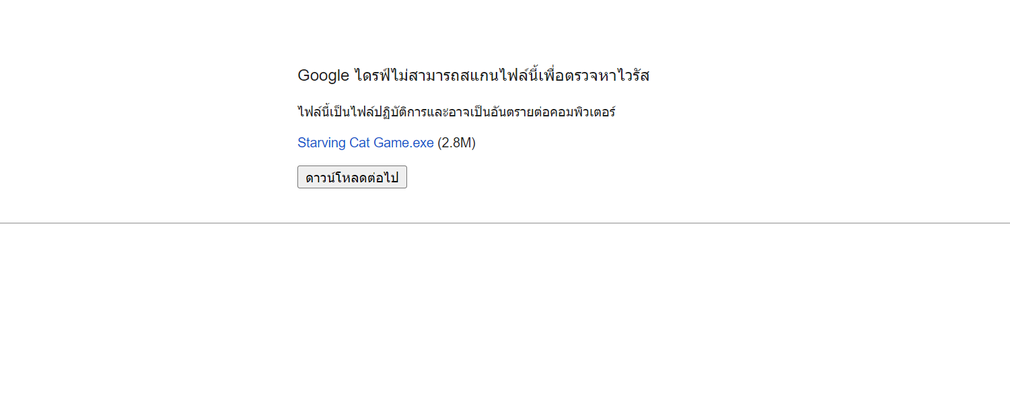 Google ไดรฟ์ไม่สามารถสแกนไฟล์นี้เพื่อตรวจหาไวรัส
ไฟล์นี้เป็นไฟล์ปฏิบัติการและอาจเป็นอันตรายต่อคอมพิวเตอร์
Starving Cat Game.exe (2.8M)
ดาวน์โหลดต่อไป